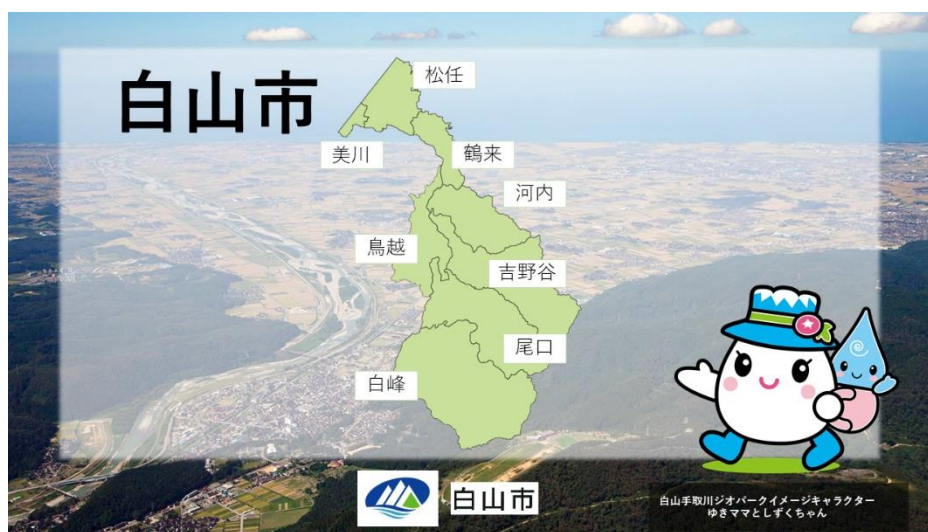 白山市
松任
美川
鶴来
河内
鳥越
吉野谷
尾口
白峰
白山市
白山手取川ジオパークイメージキャラクター
ゆきママとしずくちゃん